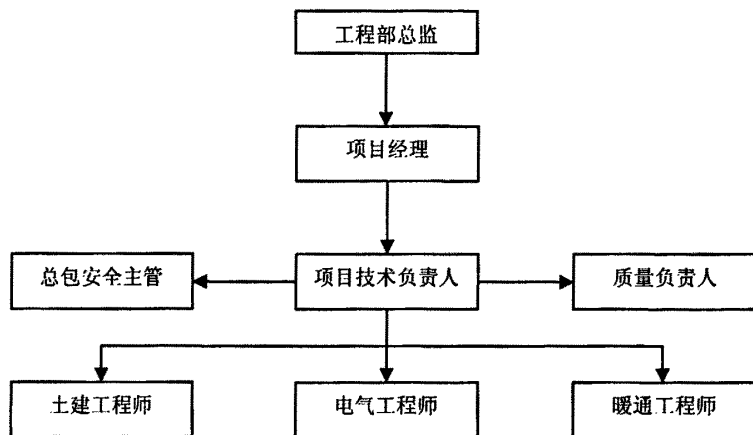 工程部总监
项目经理
总包安全主管
项目技术负责人
质量负责人
土建工程师
电气工程师
暖通工程师